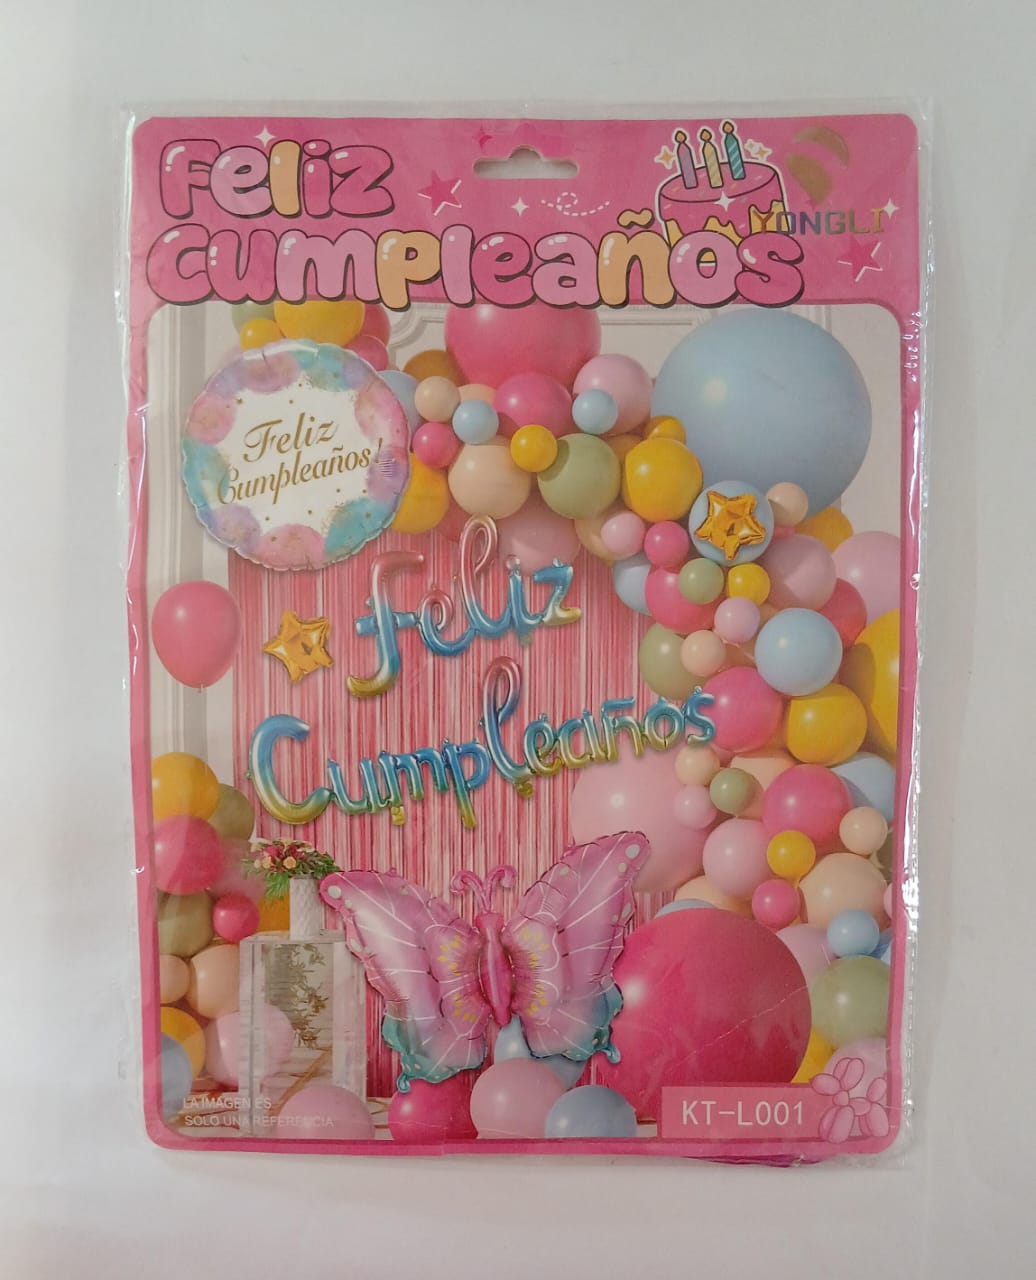 Feliz
cumpleaños
YONGLI
Feliz
Cumpleaños!
Feliz
Cumpleaños
LA IMAGEN ES
SOLO UNA REFERENCIA
KT-L001